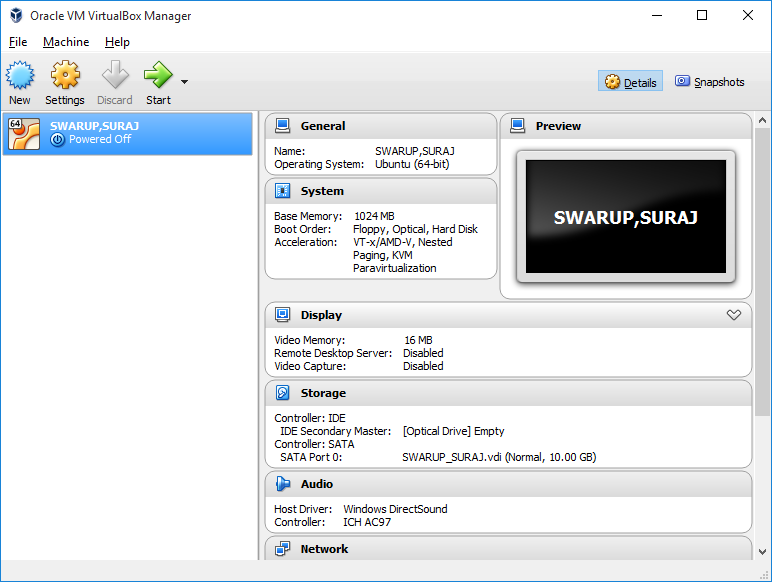 Oracle VM VirtualBox Manager
File Machine Help
New Settings Discard Start Details Snapshots
64 SWARUP,SURAJ
Powered Off
General
Name: SWARUP,SURAJ
Operating System: Ubuntu (64-bit)
System
Base Memory: 1024 MB
Boot Order: Floppy, Optical, Hard Disk
Acceleration: VT-x/AMD-V, Nested
Paging, KVM
Paravirtualization
Preview
SWARUP,SURAJ
Display
Video Memory: 16 MB
Remote Desktop Server: Disabled
Video Capture: Disabled
Storage
Controller: IDE
IDE Secondary Master: [Optical Drive] Empty
Controller: SATA
SATA Port 0: SWARUP_SURAJ.vdi (Normal, 10.00 GB)
Audio
Host Driver: Windows DirectSound
Controller: ICH AC97
Network